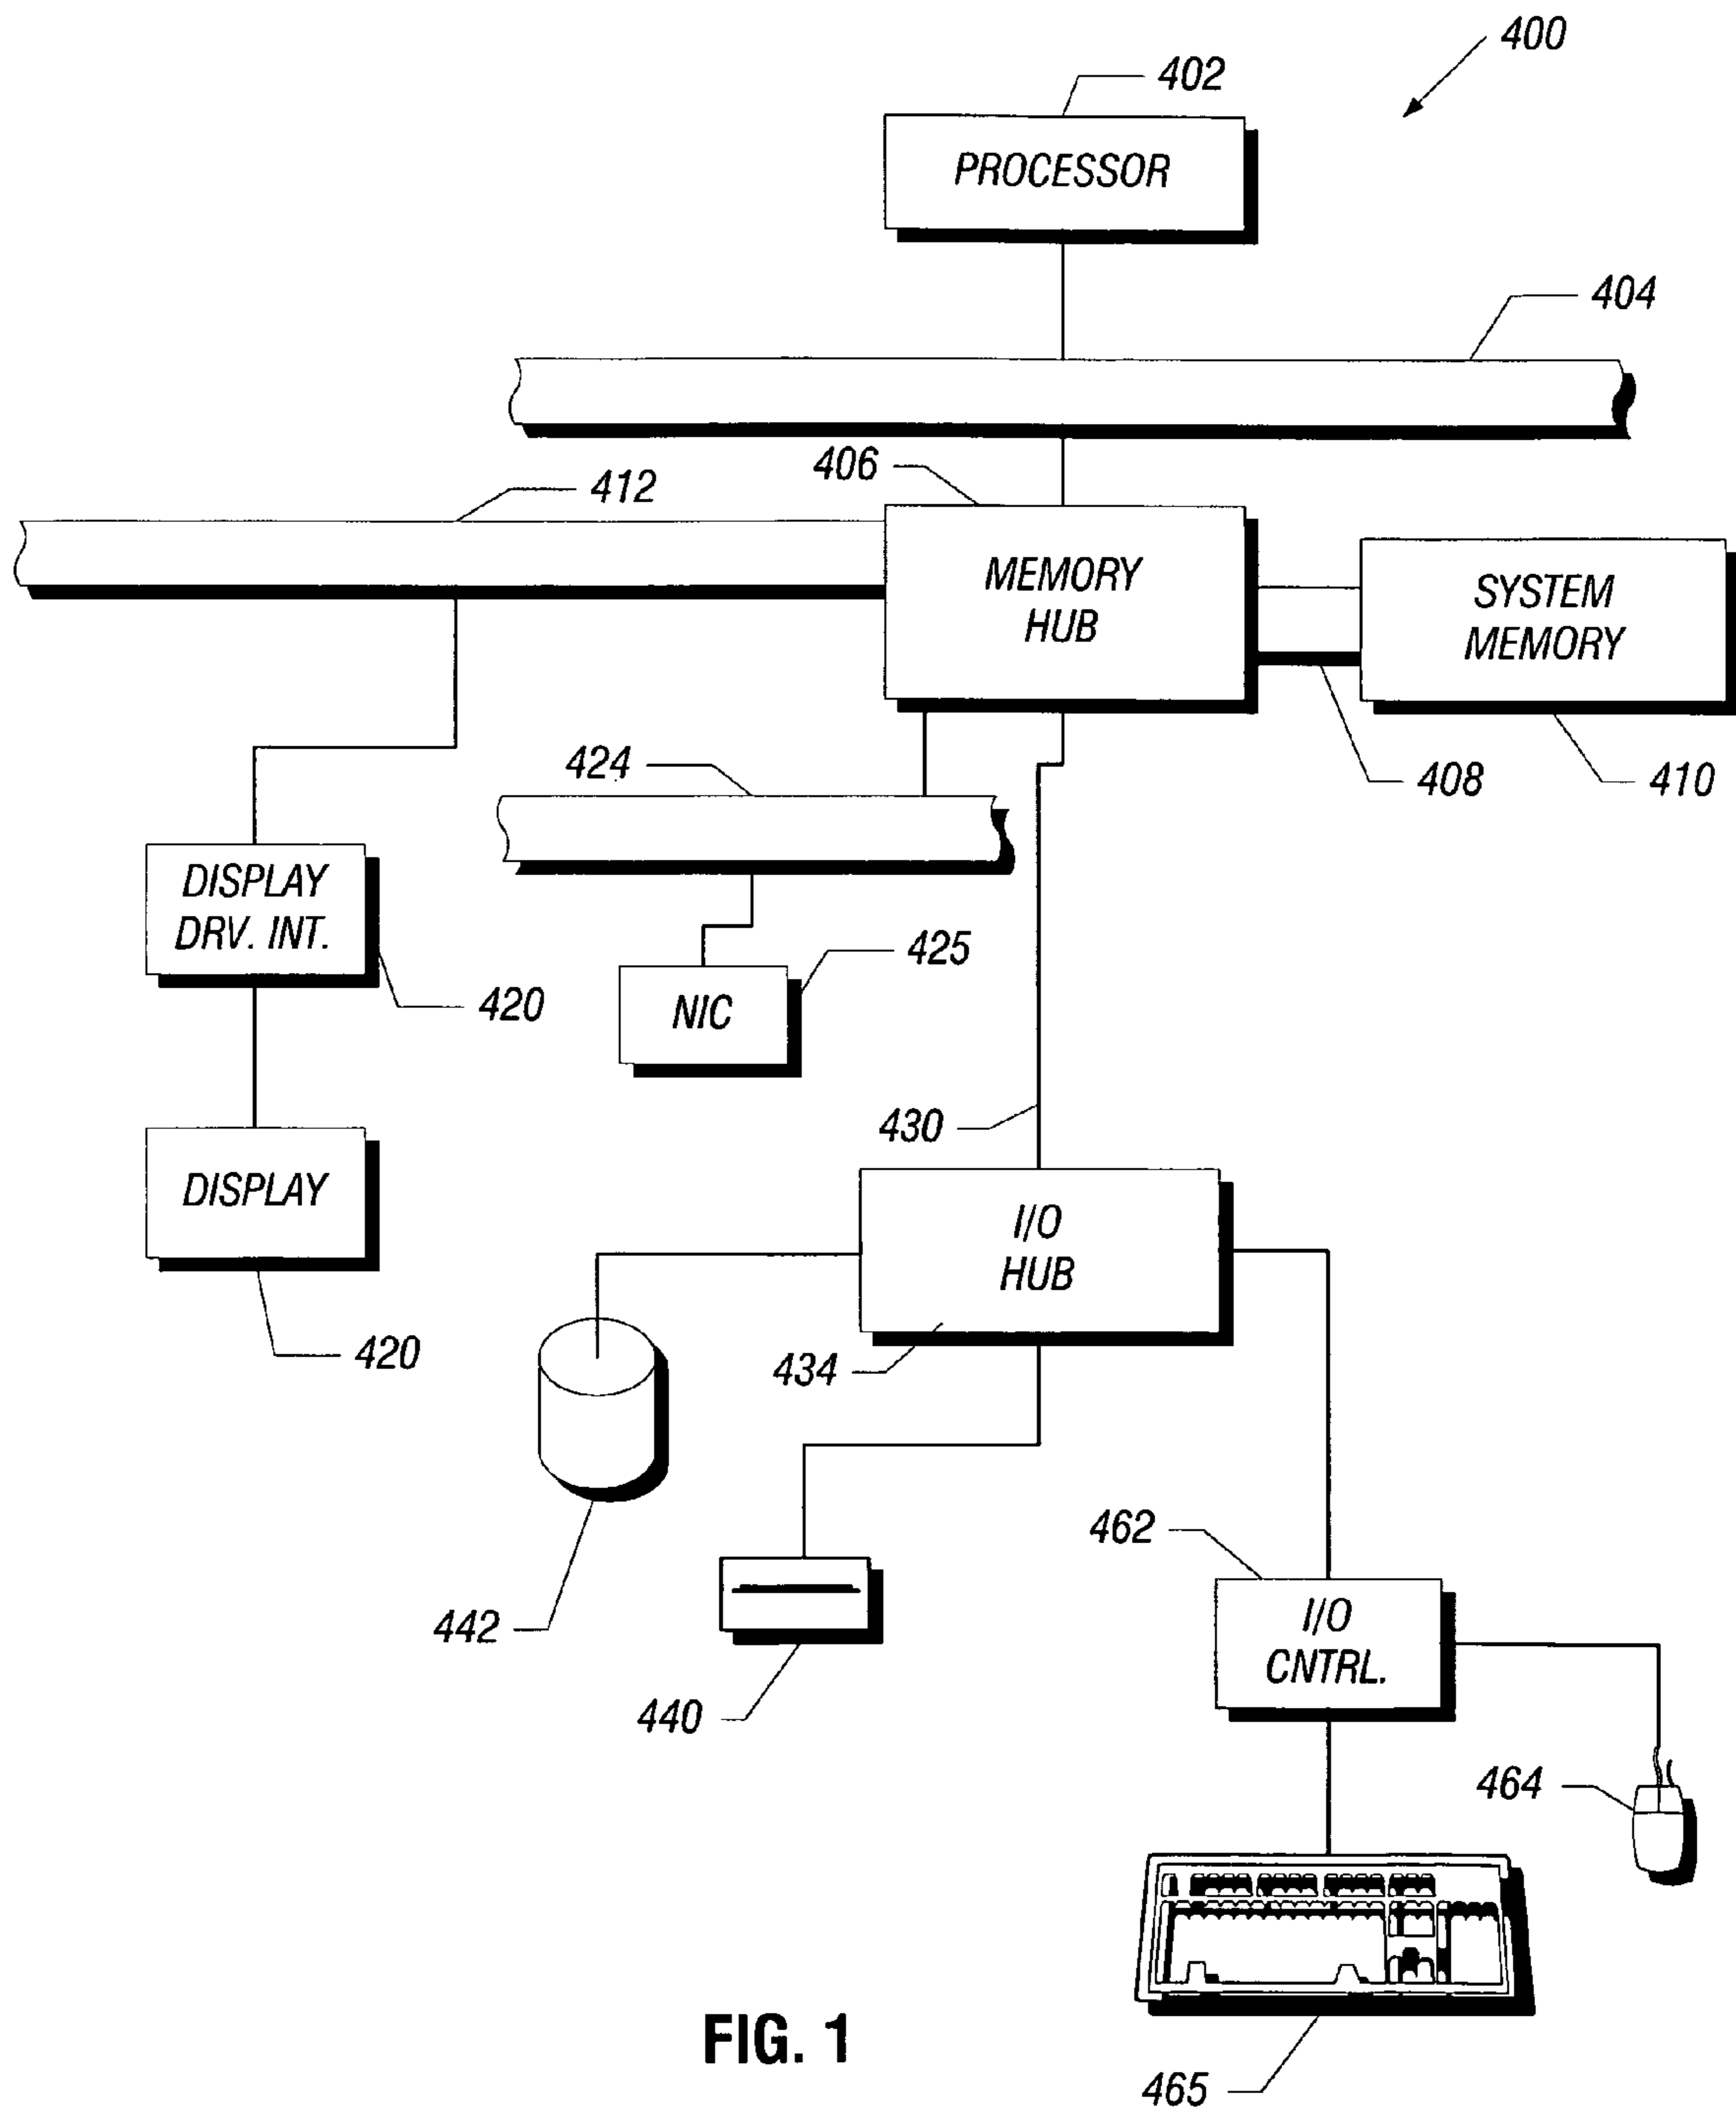 400
402
PROCESSOR
404
406
412
MEMORY
HUB
SYSTEM
MEMORY
424
408
410
DISPLAY
DRV. INT.
425
420
NIC
430
DISPLAY
I/O
HUB
420
434
462
442
I/O
CNTRL.
440
464
FIG. 1
465